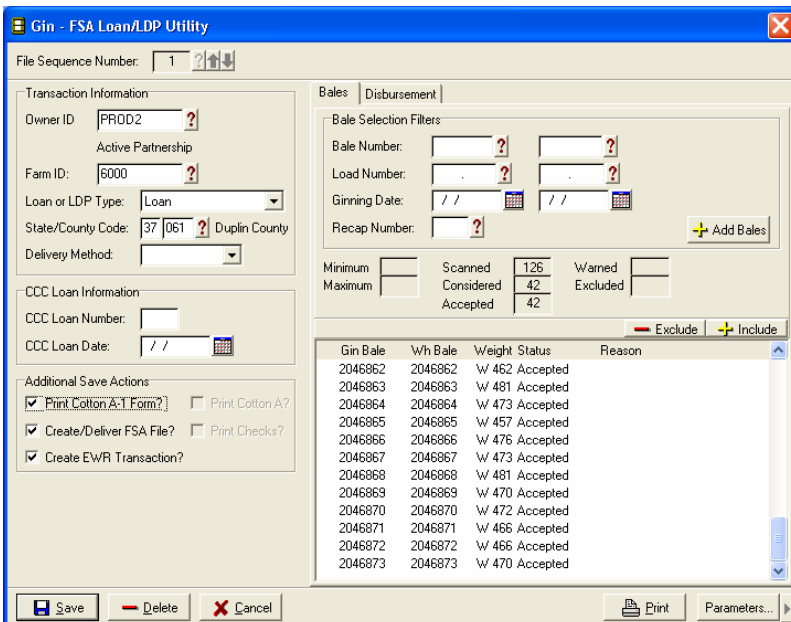 Gin - FSA Loan/LDP Utility
File Sequence Number: 1 ?
Transaction Information
Owner ID PROD2 ?
Active Partnership
Farm ID: 6000 ?
Loan or LDP Type: Loan
State/County Code: 37 061 ? Duplin County
Delivery Method:
CCC Loan Information
CCC Loan Number:
CCC Loan Date: / /
Additional Save Actions
Print Cotton A-1 Form? Print Cotton A?
Create/Deliver FSA File? Print Checks?
Create EWR Transaction?
Bales Disbursement
Bale Selection Filters
Bale Number: ? ?
Load Number: . ? . ?
Ginning Date: / / / /
Recap Number: ? Add Bales
Minimum Scanned 126 Warned
Maximum Considered 42 Excluded
Accepted 42
Exclude Include
Gin Bale Wh Bale Weight Status Reason
2046862 2046862 W 462 Accepted
2046863 2046863 W 481 Accepted
2046864 2046864 W 473 Accepted
2046865 2046865 W 457 Accepted
2046866 2046866 W 476 Accepted
2046867 2046867 W 473 Accepted
2046868 2046868 W 481 Accepted
2046869 2046869 W 470 Accepted
2046870 2046870 W 472 Accepted
2046871 2046871 W 466 Accepted
2046872 2046872 W 466 Accepted
2046873 2046873 W 470 Accepted
Save Delete Cancel Print Parameters...